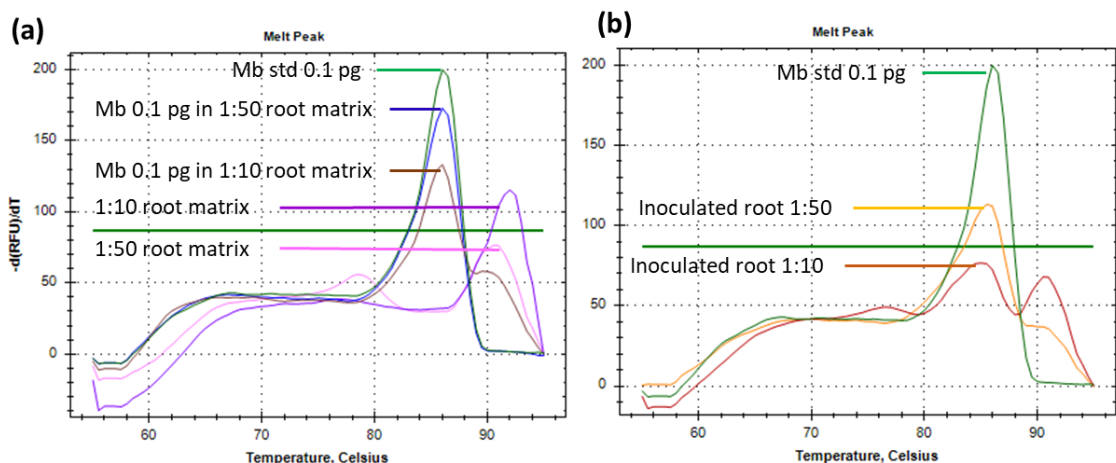 (a)
Melt Peak
200
150
100
50
0
-d(RFU)/dT
Mb std 0.1 pg
Mb 0.1 pg in 1:50 root matrix
Mb 0.1 pg in 1:10 root matrix
1:10 root matrix
1:50 root matrix
60
70
80
90
Temperature, Celsius
(b)
Melt Peak
200
150
100
50
0
Mb std 0.1 pg
Inoculated root 1:50
Inoculated root 1:10
60
70
80
90
Temperature, Celsius